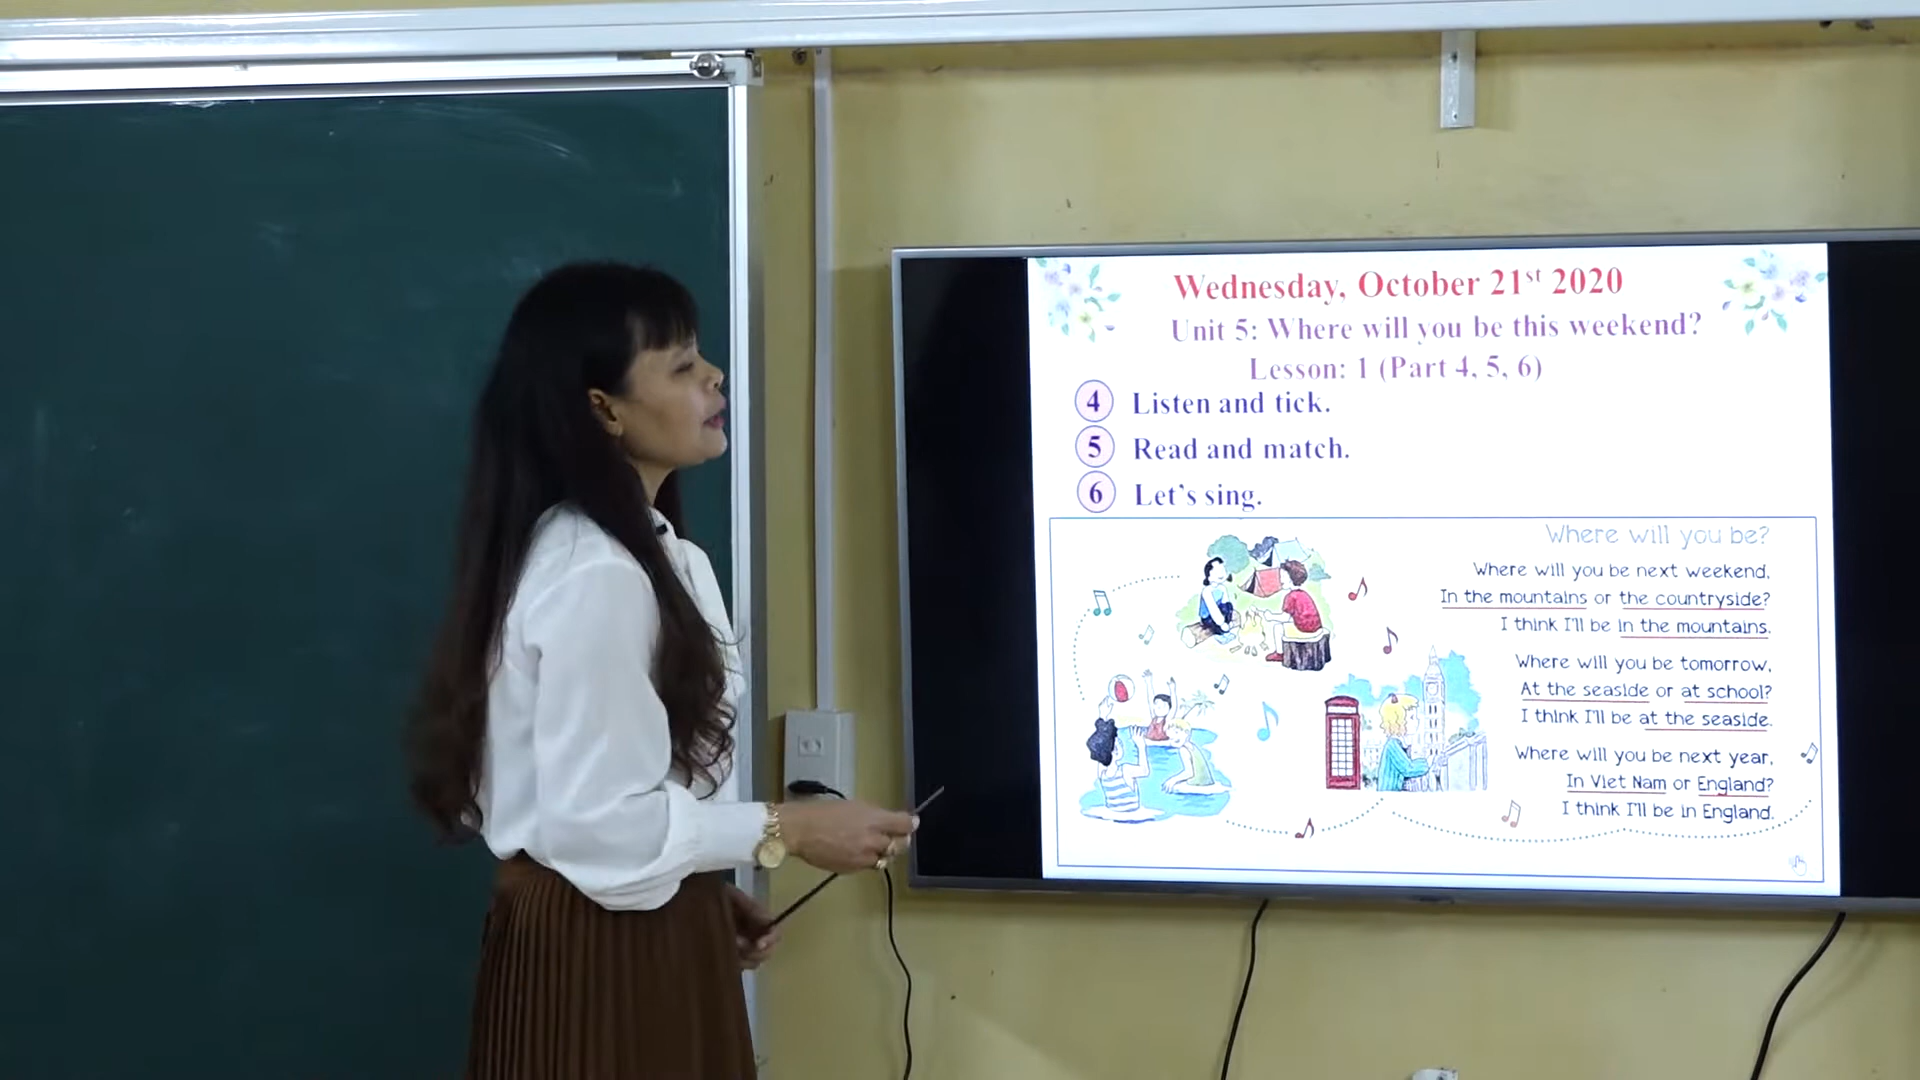 Wednesday, October 21st 2020
Unit 5: Where will you be this weekend?
Lesson: 1 (Part 4, 5, 6)
4 Listen and tick.
5 Read and match.
6 Let's sing.
Where will you be?
Where will you be next weekend,
In the mountains or the countryside?
I think I'll be in the mountains.
Where will you be tomorrow,
At the seaside or at school?
I think I'll be at the seaside.
Where will you be next year,
In Viet Nam or England?
I think I'll be in England.